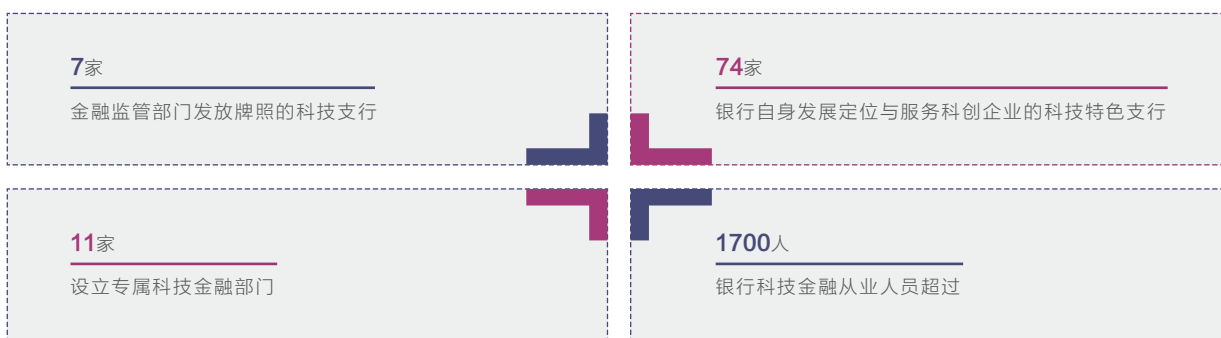 7家
金融监管部门发放牌照的科技支行
74家
银行自身发展定位与服务科创企业的科技特色支行
11家
设立专属科技金融部门
1700人
银行科技金融从业人员超过